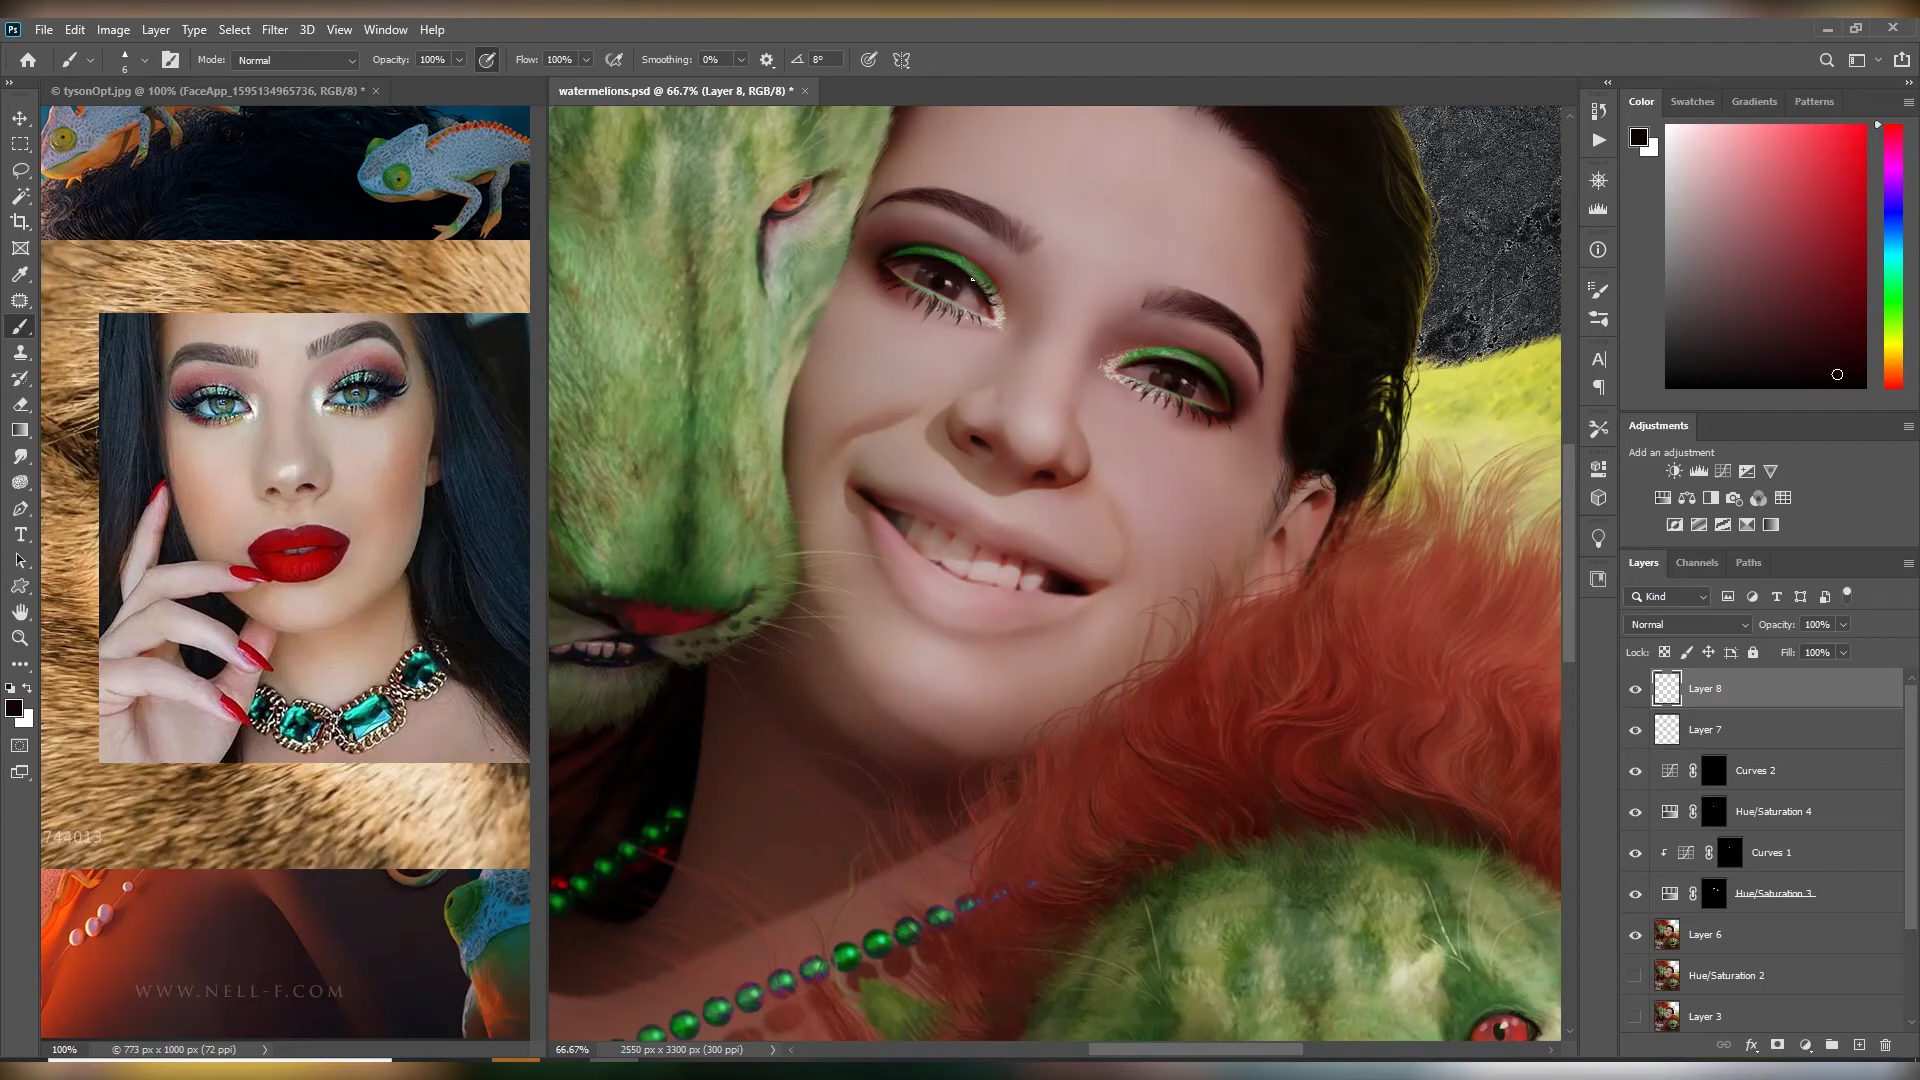 Ps File Edit Image Layer Type Select Filter 3D View Window Help
6 Mode: Normal Opacity: 100% Flow: 100% Smoothing: 0% 8°
© tysonOpt.jpg @ 100% (FaceApp_1595134965736, RGB/8) * ×
watermelions.psd @ 66.7% (Layer 8, RGB/8) * ×
Color Swatches Gradients Patterns
Adjustments
Add an adjustment
Layers Channels Paths
Kind
Normal Opacity: 100%
Lock: Fill: 100%
Layer 8
Layer 7
Curves 2
Hue/Saturation 4
Curves 1
Hue/Saturation 3
Layer 6
Hue/Saturation 2
Layer 3
744013
WWW.NELL-F.COM
100% © 773 px x 1000 px (72 ppi)
66.67% 2550 px x 3300 px (300 ppi)